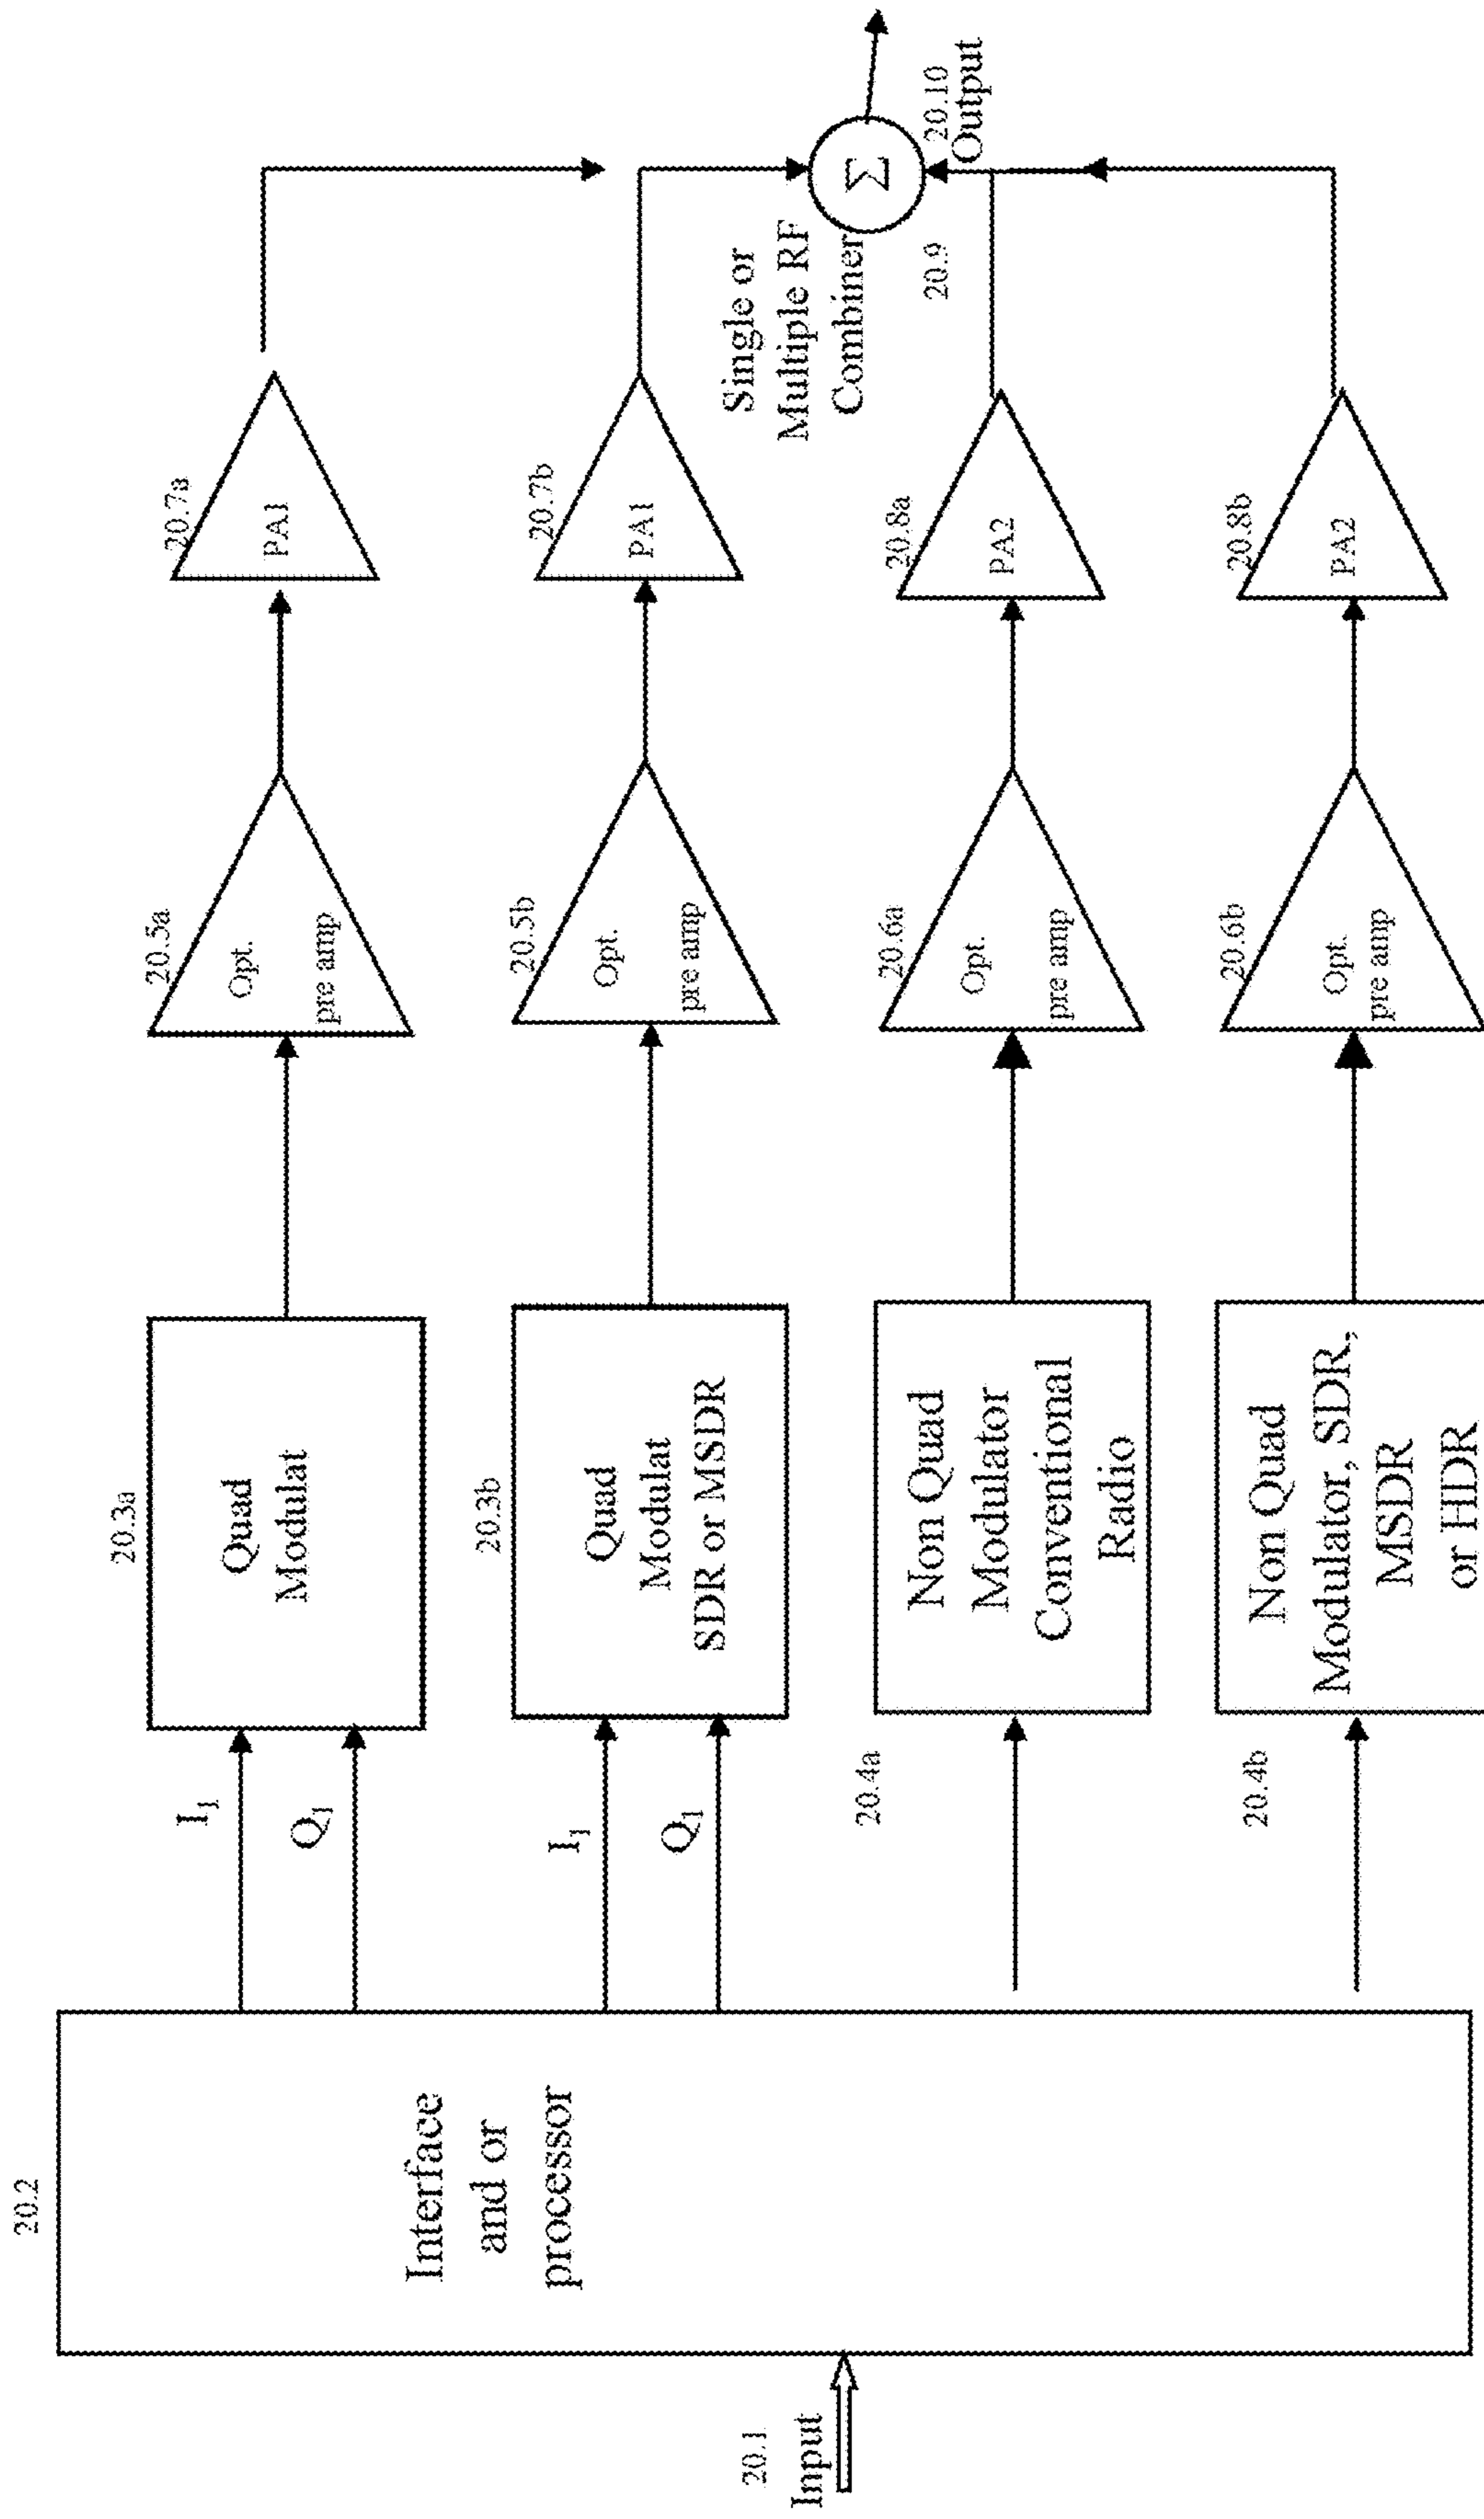 20.1
Input
20.2
Interface
and or
processor
I1
Q1
I1
Q1
20.3a
Quad
Modulat
20.3b
Quad
Modulat
SDR or MSDR
20.4a
Non Quad
Modulator
Conventional
Radio
20.4b
Non Quad
Modulator, SDR,
MSDR
or HDR
20.5a
Opt.
pre amp
20.5b
Opt.
pre amp
20.6a
Opt.
pre amp
20.6b
Opt.
pre amp
20.7a
PA1
20.7b
PA1
20.8a
PA2
20.8b
PA2
Single or
Multiple RF
Combiner
20.9
Σ
20.10
Output